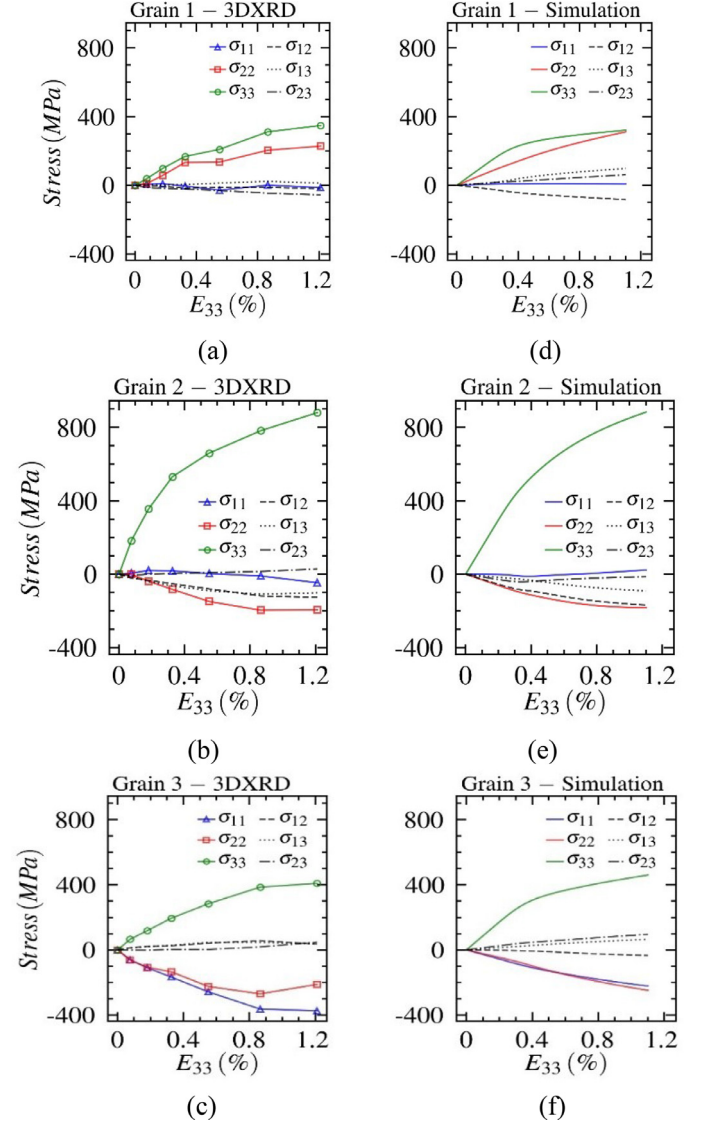 Grain 1 − 3DXRD
800
400
0
-400
Stress (MPa)
σ11 σ12
σ22 σ13
σ33 σ23
0 0.4 0.8 1.2
E33 (%)
(a)
Grain 1 − Simulation
800
400
0
-400
σ11 σ12
σ22 σ13
σ33 σ23
0 0.4 0.8 1.2
E33 (%)
(d)
Grain 2 − 3DXRD
800
400
0
-400
Stress (MPa)
σ11 σ12
σ22 σ13
σ33 σ23
0 0.4 0.8 1.2
E33 (%)
(b)
Grain 2 − Simulation
800
400
0
-400
σ11 σ12
σ22 σ13
σ33 σ23
0 0.4 0.8 1.2
E33 (%)
(e)
Grain 3 − 3DXRD
800
400
0
-400
Stress (MPa)
σ11 σ12
σ22 σ13
σ33 σ23
0 0.4 0.8 1.2
E33 (%)
(c)
Grain 3 − Simulation
800
400
0
-400
σ11 σ12
σ22 σ13
σ33 σ23
0 0.4 0.8 1.2
E33 (%)
(f)